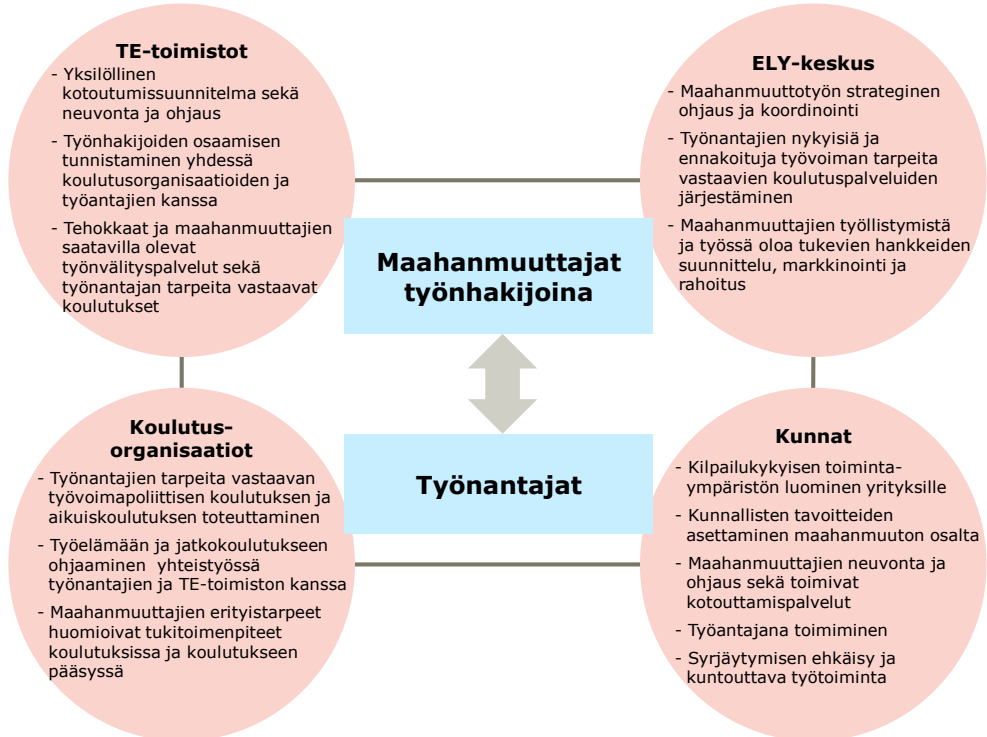 TE-toimistot
- Yksilöllinen
kotoutumissuunnitelma sekä
neuvonta ja ohjaus
- Työnhakijoiden osaamisen
tunnistaminen yhdessä
koulutusorganisaatioiden ja
työantajien kanssa
- Tehokkaat ja maahanmuuttajien
saatavilla olevat
työnvälityspalvelut sekä
työnantajan tarpeita vastaavat
koulutukset
ELY-keskus
- Maahanmuuttotyön strateginen
ohjaus ja koordinointi
- Työnantajien nykyisiä ja
ennakoituja työvoiman tarpeita
vastaavien koulutuspalveluiden
järjestäminen
- Maahanmuuttajien työllistymistä
ja työssä oloa tukevien hankkeiden
suunnittelu, markkinointi ja
rahoitus
Maahanmuuttajat
työnhakijoina
Työnantajat
Koulutus-
organisaatiot
- Työnantajien tarpeita vastaavan
työvoimapoliittisen koulutuksen ja
aikuiskoulutuksen toteuttaminen
- Työelämään ja jatkokoulutukseen
ohjaaminen yhteistyössä
työnantajien ja TE-toimiston kanssa
- Maahanmuuttajien erityistarpeet
huomioivat tukitoimenpiteet
koulutuksissa ja koulutukseen
pääsyssä
Kunnat
- Kilpailukykyisen toiminta-
ympäristön luominen yrityksille
- Kunnallisten tavoitteiden
asettaminen maahanmuuton osalta
- Maahanmuuttajien neuvonta ja
ohjaus sekä toimivat
kotouttamispalvelut
- Työantajana toimiminen
- Syrjäytymisen ehkäisy ja
kuntouttava työtoiminta